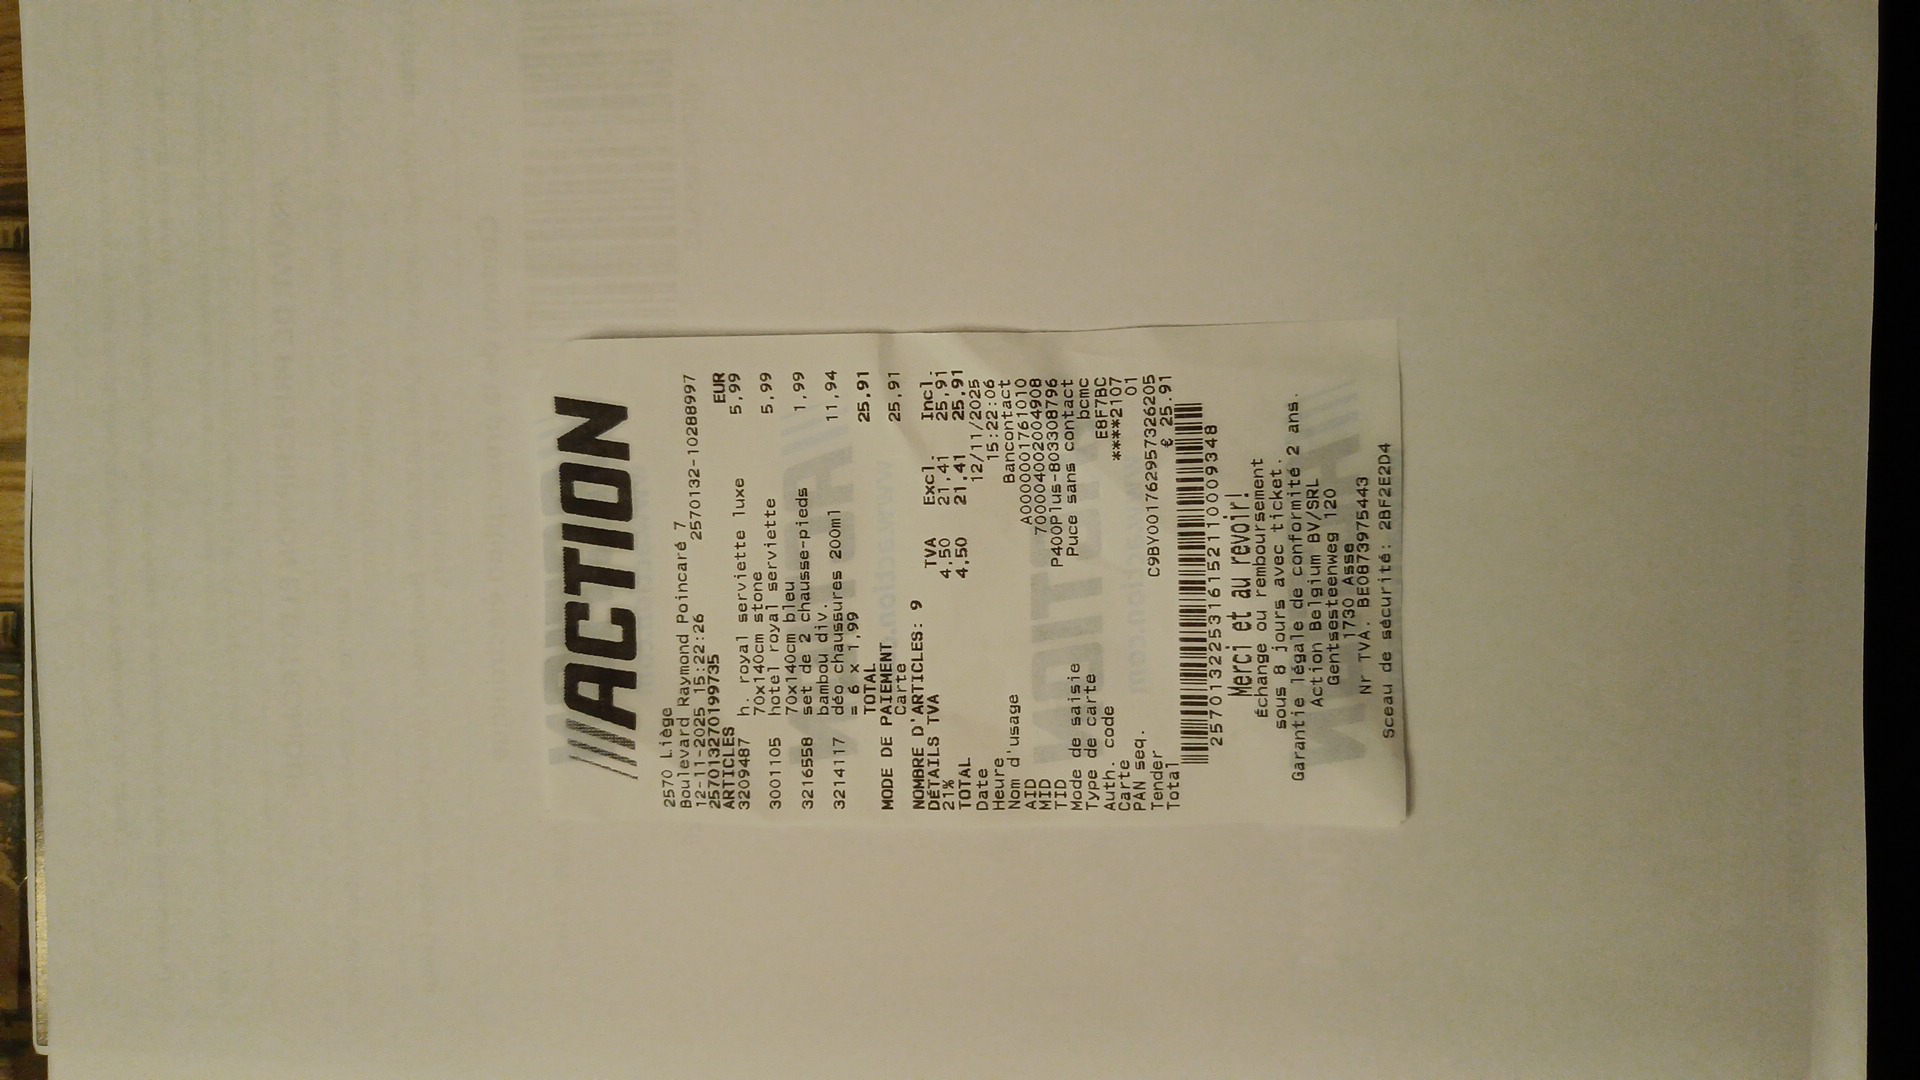 ///ACTION
2570 Liège
Boulevard Raymond Poincaré 7
12-11-2025 15:22:26 2570132-10288997
2570132701997​35
ARTICLES EUR
3209487 h. royal serviette luxe 5,99
70x140cm stone
3001105 hotel royal serviette 5,99
70x140cm bleu
3216558 set de 2 chausse-pieds 1,99
bambou div.
3214117 déo chaussures 200ml 11,94
= 6 x 1,99
TOTAL 25,91
MODE DE PAIEMENT
Carte 25,91
NOMBRE D'ARTICLES: 9
DÉTAILS TVA TVA Excl. Incl.
21% 4,50 21,41 25,91
TOTAL 4,50 21,41 25,91
Date 12/11/2025
Heure 15:22:06
Nom d'usage Bancontact
AID A0000001761010
MID 700004002004908
TID P400Plus-803308796
Mode de saisie Puce sans contact
Type de carte bcmc
Auth. code E8F7BC
Carte ****2107
PAN seq. 01
Tender C9BY001762957326205
Total € 25.91
257013225316152110009348
Merci et au revoir!
Échange ou remboursement
sous 8 jours avec ticket.
Garantie légale de conformité 2 ans.
Action Belgium BV/SRL
Gentsesteenweg 120
1730 Asse
Nr TVA. BE0873975443
Sceau de sécurité: 2BF2E2D4